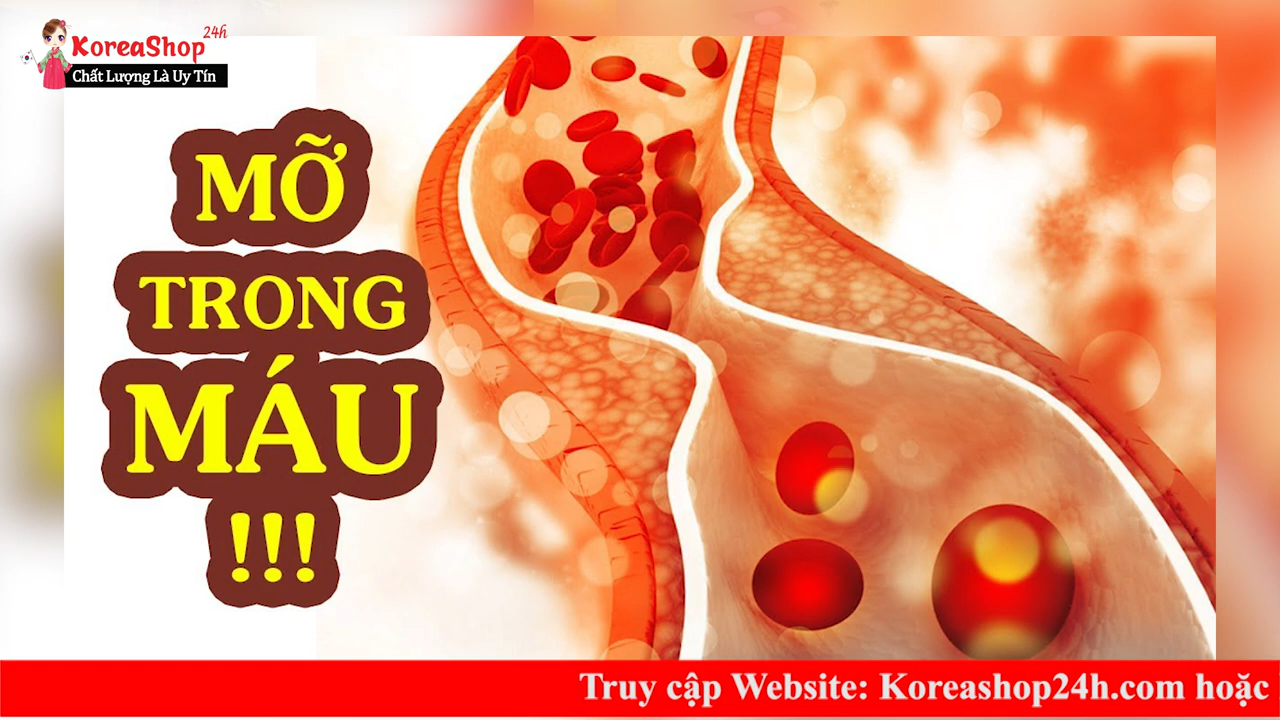 KoreaShop 24h
Chất Lượng Là Uy Tín
MỠ
TRONG
MÁU
!!!
Truy cập Website: Koreashop24h.com hoặc